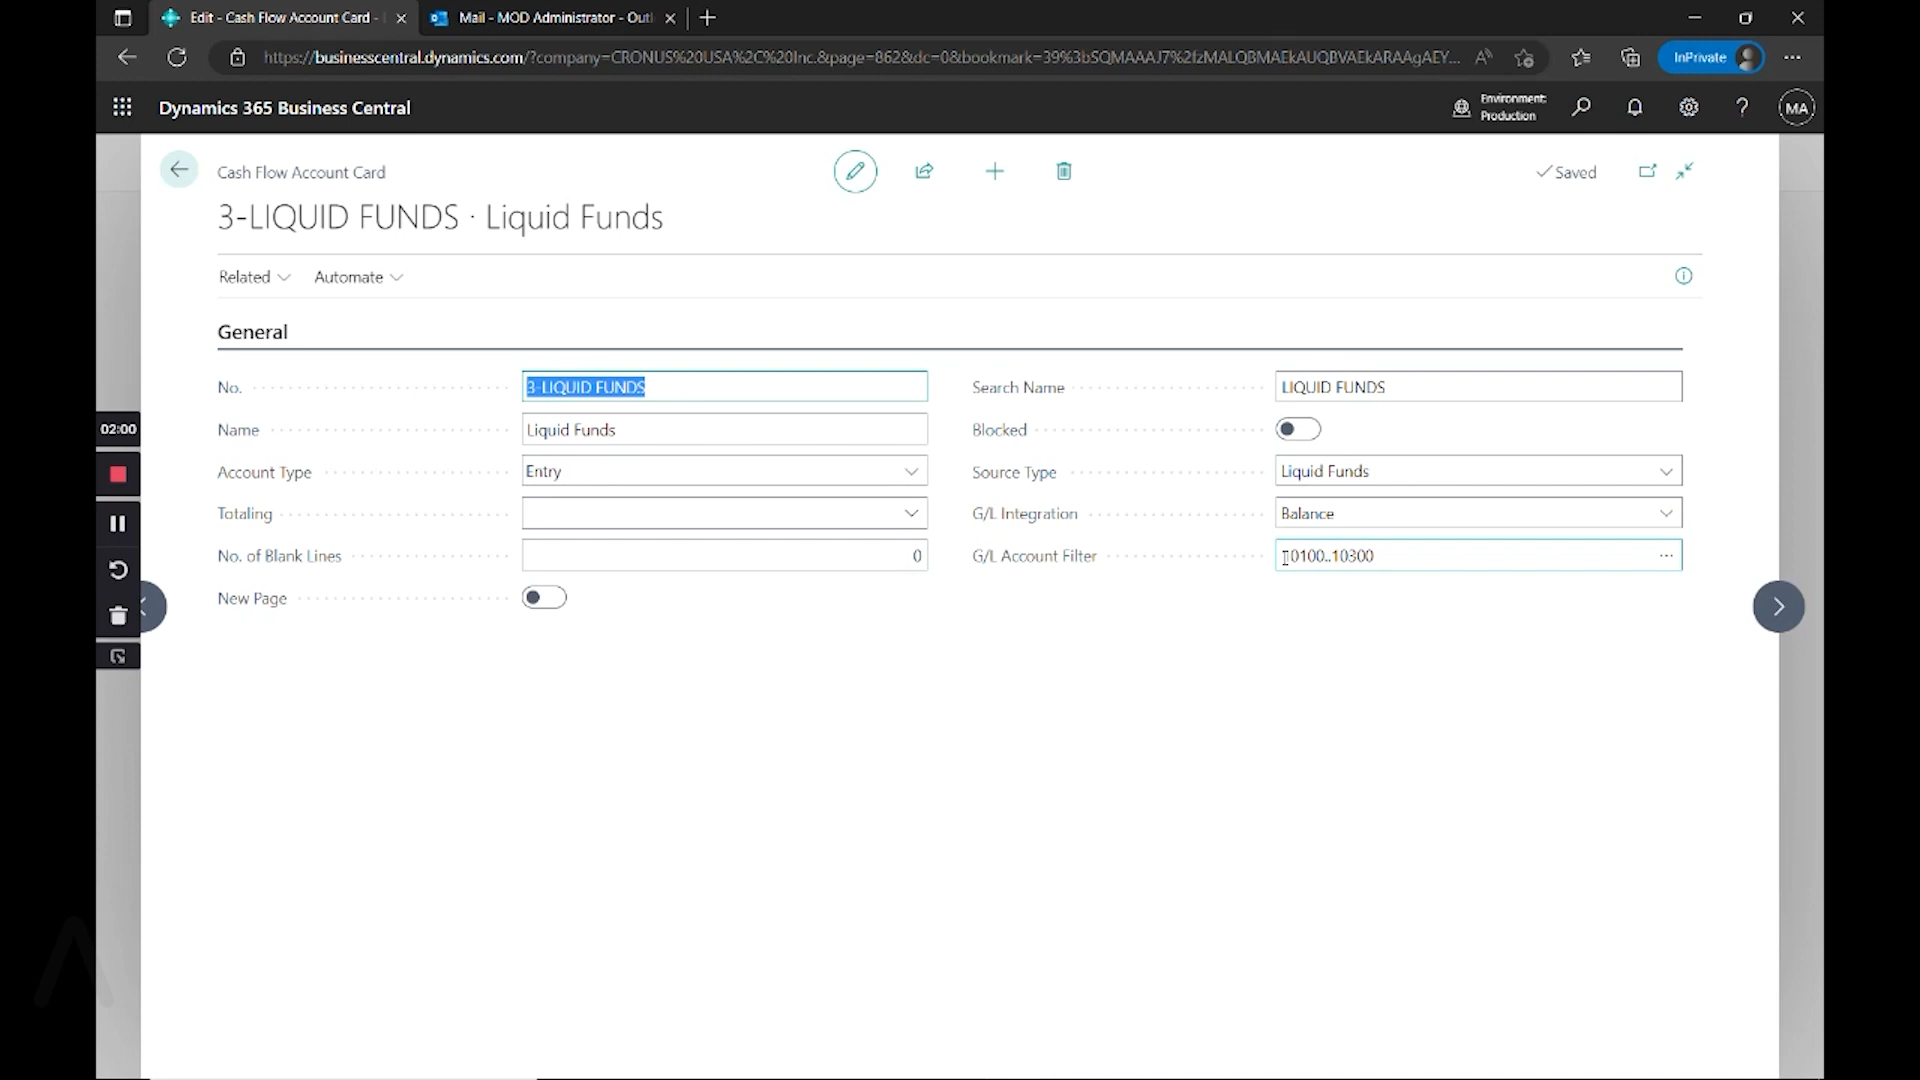 Edit - Cash Flow Account Card -
Mail - MOD Administrator - Outl
https://businesscentral.dynamics.com/?company=CRONUS%20USA%2C%20Inc.&page=862&dc=0&bookmark=39%3bSQMAAAJ7%2fzMALQBMAEkAUQBVAEkARAAgAEY...
InPrivate
Dynamics 365 Business Central
Environment:
Production
MA
Cash Flow Account Card
Saved
3-LIQUID FUNDS · Liquid Funds
Related
Automate
General
No.
3-LIQUID FUNDS
Search Name
LIQUID FUNDS
Name
Liquid Funds
Blocked
Account Type
Entry
Source Type
Liquid Funds
Totaling
G/L Integration
Balance
No. of Blank Lines
0
G/L Account Filter
10100..10300
New Page
02:00